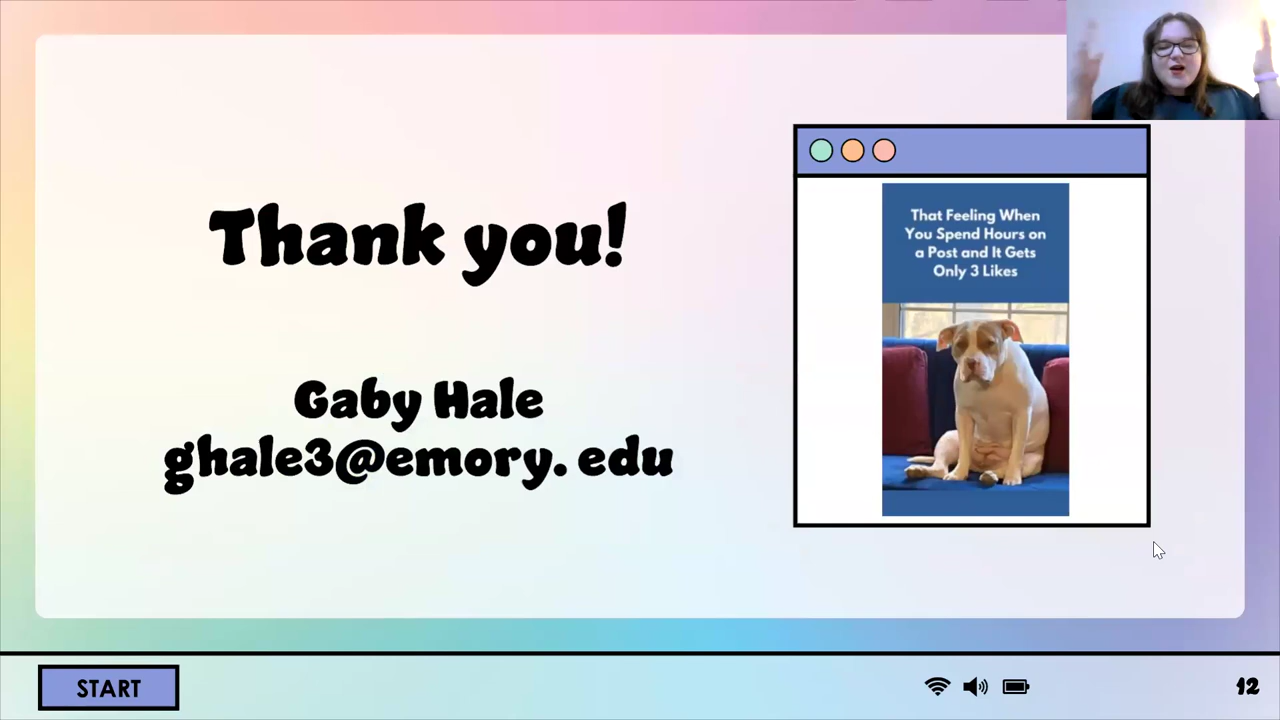 Thank you!
Gaby Hale
ghale3@emory. edu
That Feeling When
You Spend Hours on
a Post and It Gets
Only 3 Likes
START
12